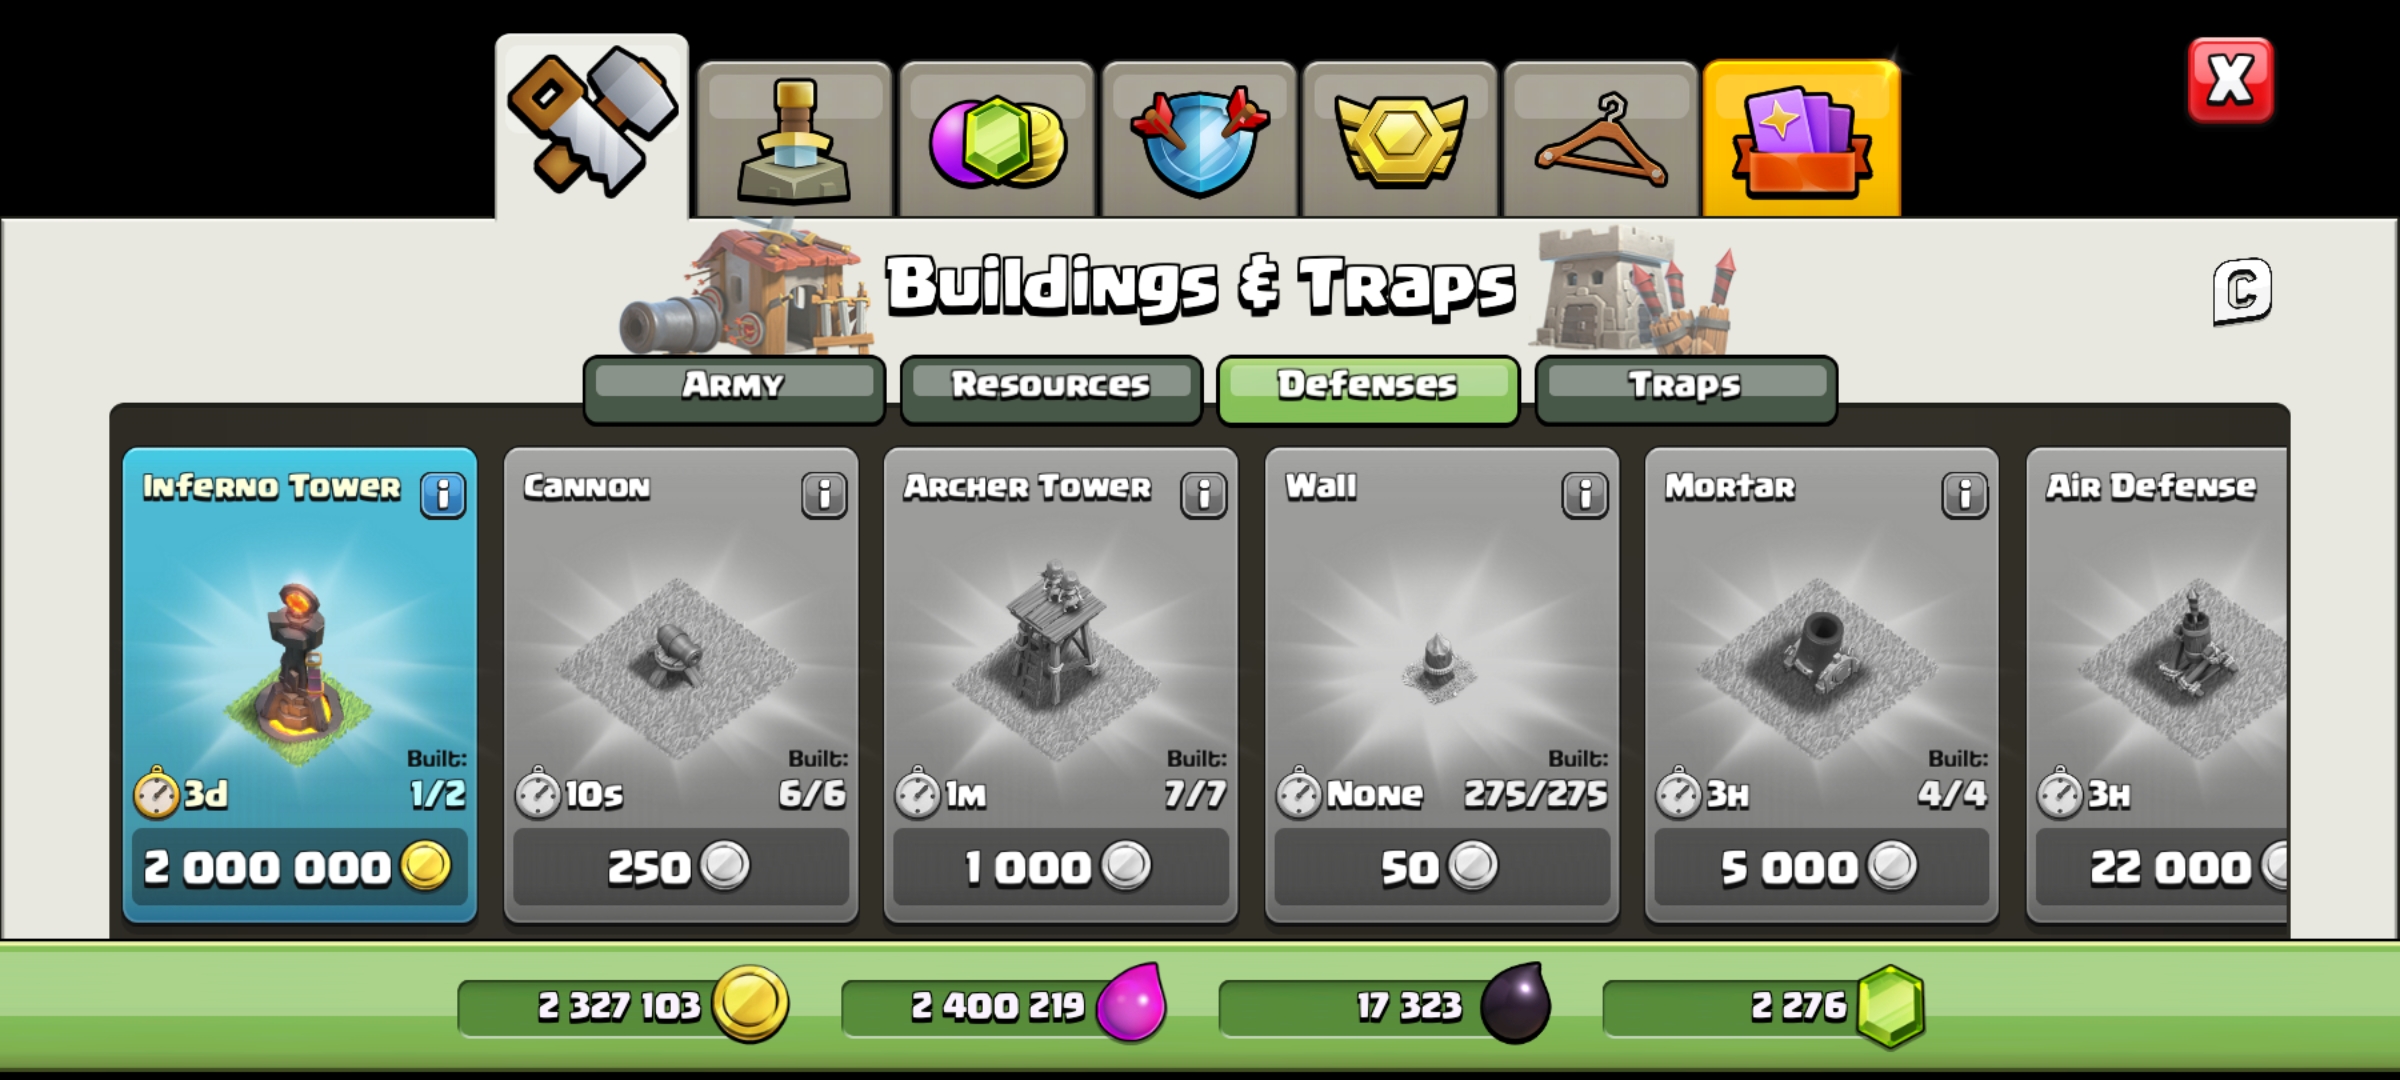 X
Buildings & Traps
C
Army
Resources
Defenses
Traps
Inferno Tower
i
Built:
3d
1/2
2 000 000
Cannon
i
Built:
10s
6/6
250
Archer Tower
i
Built:
1m
7/7
1 000
Wall
i
Built:
None
275/275
50
Mortar
i
Built:
3h
4/4
5 000
Air Defense
3h
22 000
2 327 103
2 400 219
17 323
2 276